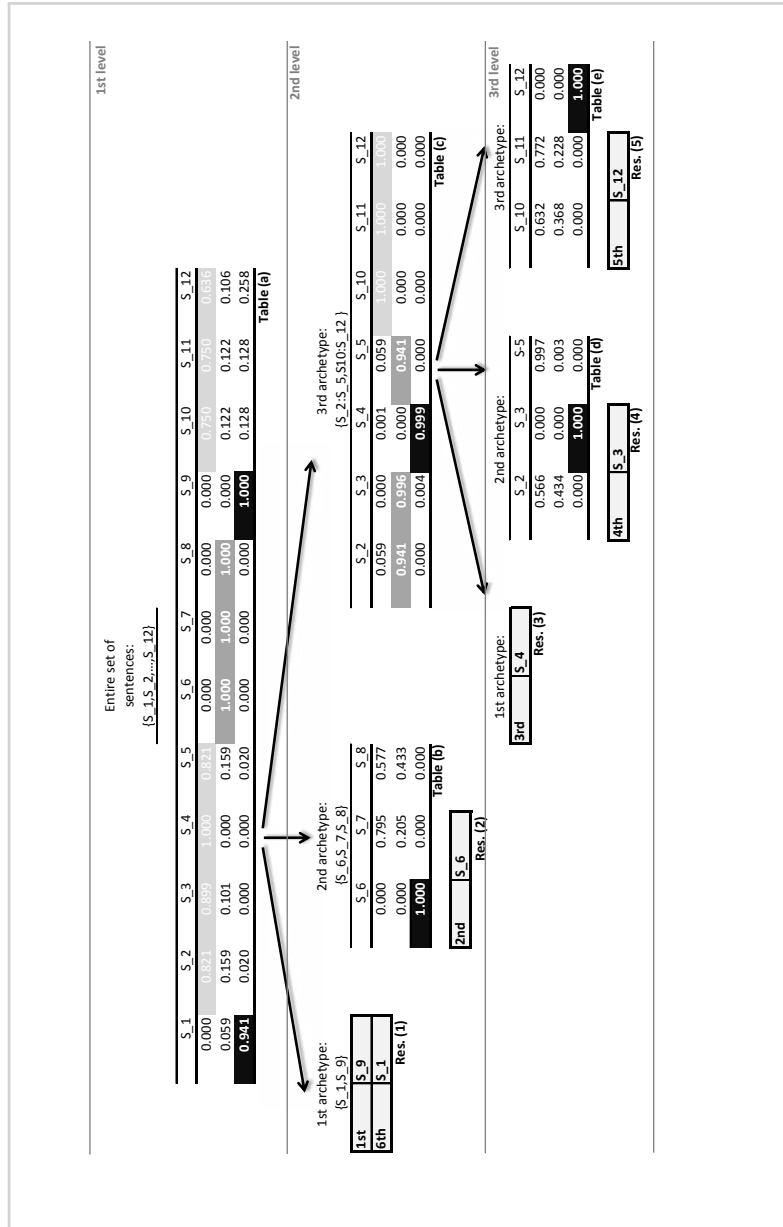 1st level
Entire set of
sentences:
{S_1,S_2,...,S_12}
S_1 S_2 S_3 S_4 S_5 S_6 S_7 S_8 S_9 S_10 S_11 S_12
0.000 0.821 0.899 1.000 0.821 0.000 0.000 0.000 0.000 0.750 0.750 0.636
0.059 0.159 0.101 0.000 0.159 1.000 1.000 1.000 0.000 0.122 0.122 0.106
0.941 0.020 0.000 0.000 0.020 0.000 0.000 0.000 1.000 0.128 0.128 0.258
Table (a)
2nd level
1st archetype:
{S_1,S_9}
1st S_9
6th S_1
Res. (1)
2nd archetype:
{S_6,S_7,S_8}
S_6 S_7 S_8
0.000 0.795 0.577
0.000 0.205 0.433
1.000 0.000 0.000
Table (b)
2nd S_6
Res. (2)
3rd archetype:
{S_2:S_5,S10:S_12 }
S_2 S_3 S_4 S_5 S_10 S_11 S_12
0.059 0.000 0.001 0.059 1.000 1.000 1.000
0.941 0.996 0.000 0.941 0.000 0.000 0.000
0.000 0.004 0.999 0.000 0.000 0.000 0.000
Table (c)
3rd level
1st archetype:
3rd S_4
Res. (3)
2nd archetype:
S_2 S_3 S-5
0.566 0.000 0.997
0.434 0.000 0.003
0.000 1.000 0.000
Table (d)
4th S_3
Res. (4)
3rd archetype:
S_10 S_11 S_12
0.632 0.772 0.000
0.368 0.228 0.000
0.000 0.000 1.000
Table (e)
5th S_12
Res. (5)